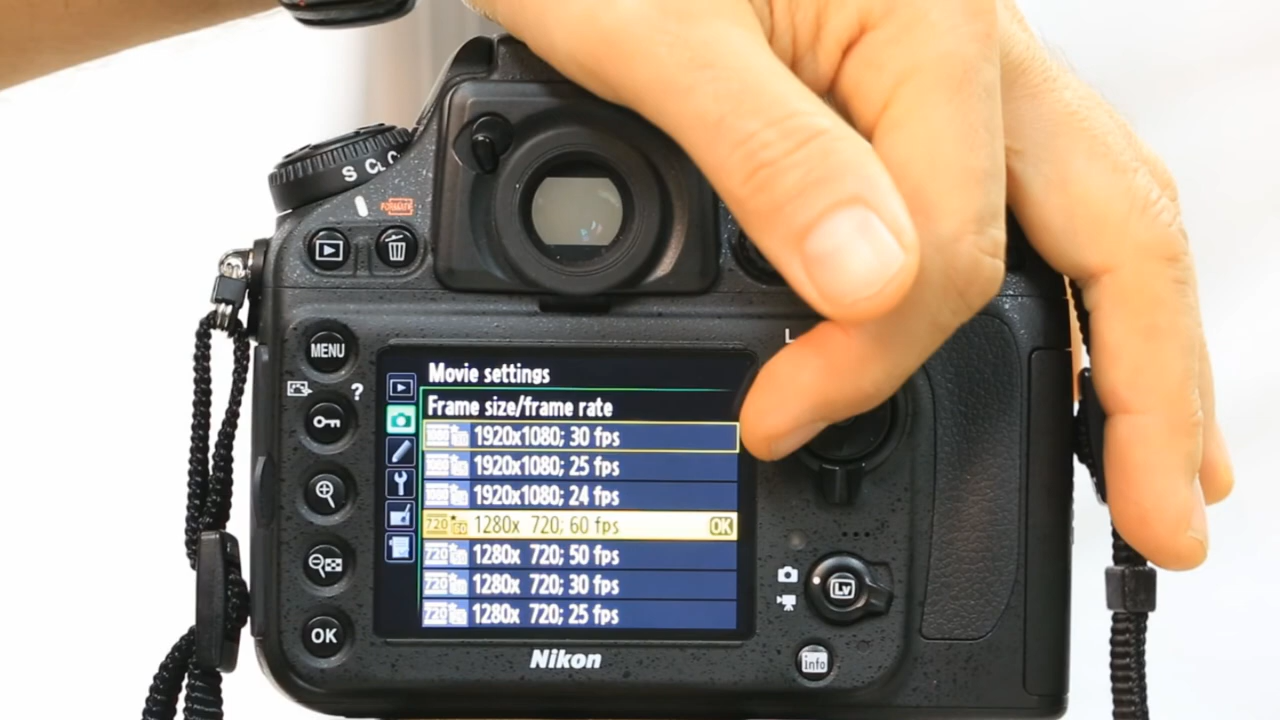 S CL C
FORMAT
MENU
?
L
Movie settings
Frame size/frame rate
1920x1080; 30 fps
1920x1080; 25 fps
1920x1080; 24 fps
720 60 1280x 720; 60 fps OK
720 1280x 720; 50 fps
720 1280x 720; 30 fps
720 1280x 720; 25 fps
Lv
OK
Nikon
info